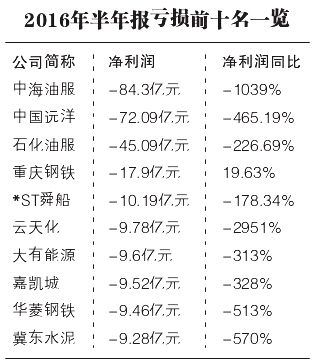 2016年半年报亏损前十名一览
公司简称 净利润 净利润同比
中海油服 -84.3亿元 -1039%
中国远洋 -72.09亿元 -465.19%
石化油服 -45.09亿元 -226.69%
重庆钢铁 -17.9亿元 19.63%
*ST舜船 -10.19亿元 -178.34%
云天化 -9.78亿元 -2951%
大有能源 -9.6亿元 -313%
嘉凯城 -9.52亿元 -328%
华菱钢铁 -9.46亿元 -513%
冀东水泥 -9.28亿元 -570%